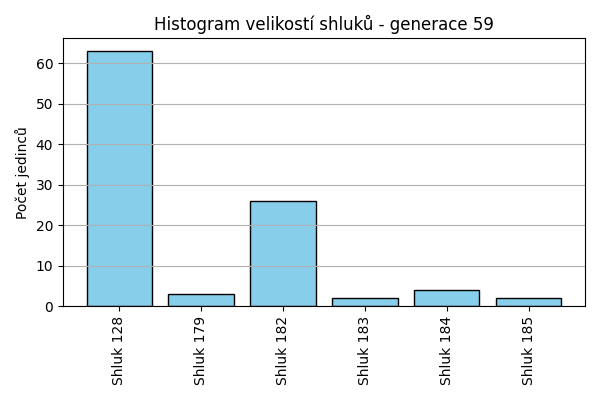 Histogram velikostí shluků - generace 59
Počet jedinců
60
50
40
30
20
10
0
Shluk 128
Shluk 179
Shluk 182
Shluk 183
Shluk 184
Shluk 185